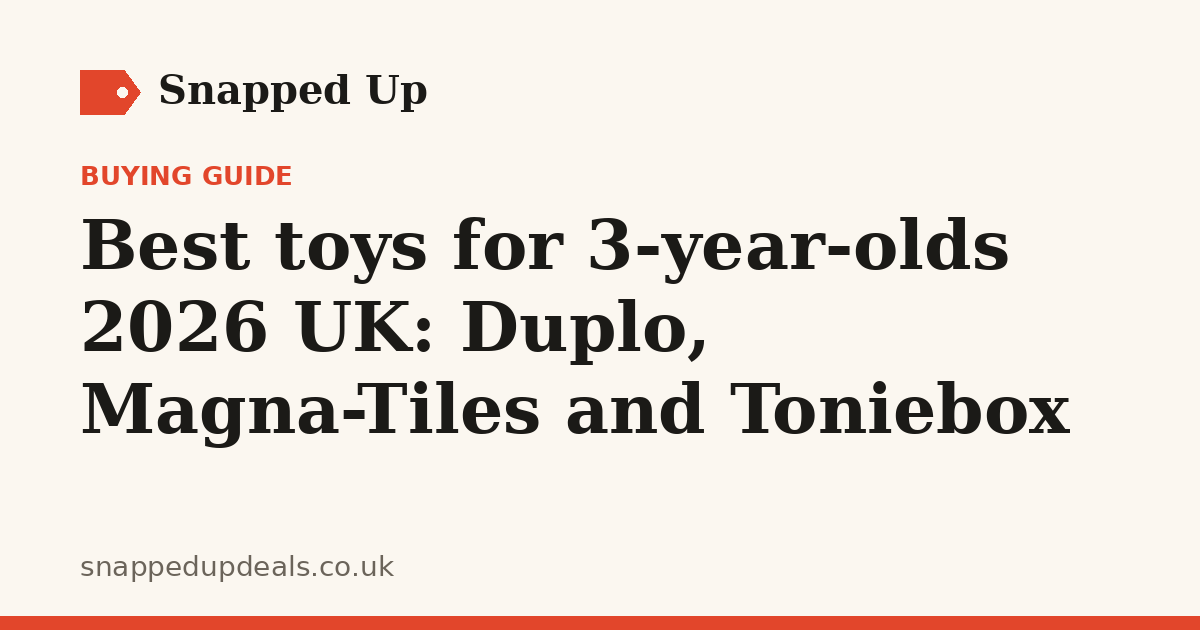 Snapped Up
BUYING GUIDE
Best toys for 3-year-olds
2026 UK: Duplo,
Magna-Tiles and Toniebox
snappedupdeals.co.uk